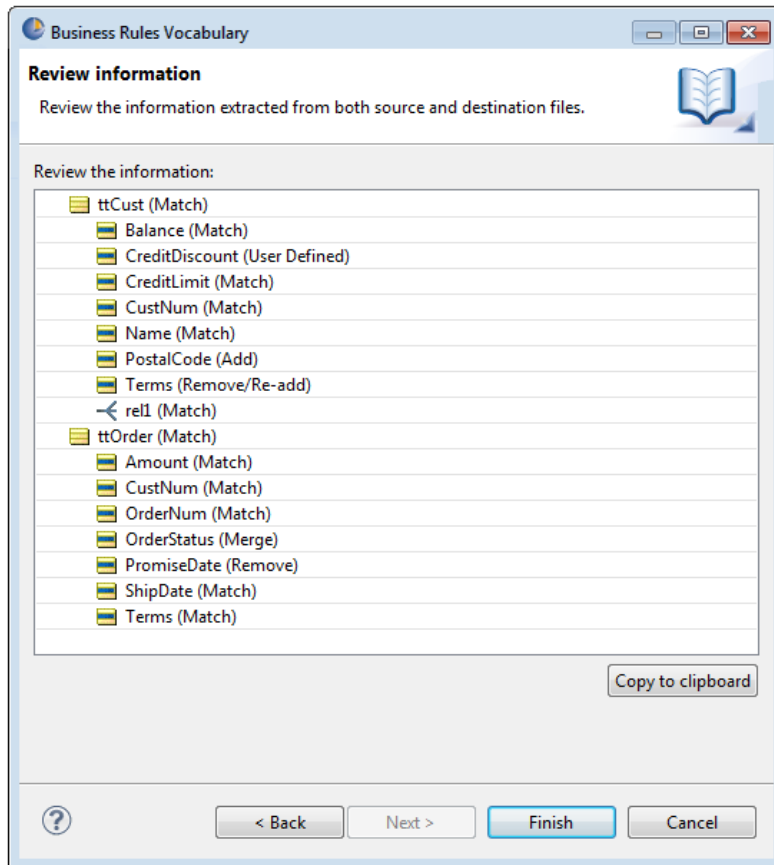 Business Rules Vocabulary
Review information
Review the information extracted from both source and destination files.
Review the information:
ttCust (Match)
Balance (Match)
CreditDiscount (User Defined)
CreditLimit (Match)
CustNum (Match)
Name (Match)
PostalCode (Add)
Terms (Remove/Re-add)
rel1 (Match)
ttOrder (Match)
Amount (Match)
CustNum (Match)
OrderNum (Match)
OrderStatus (Merge)
PromiseDate (Remove)
ShipDate (Match)
Terms (Match)
Copy to clipboard
? < Back Next > Finish Cancel